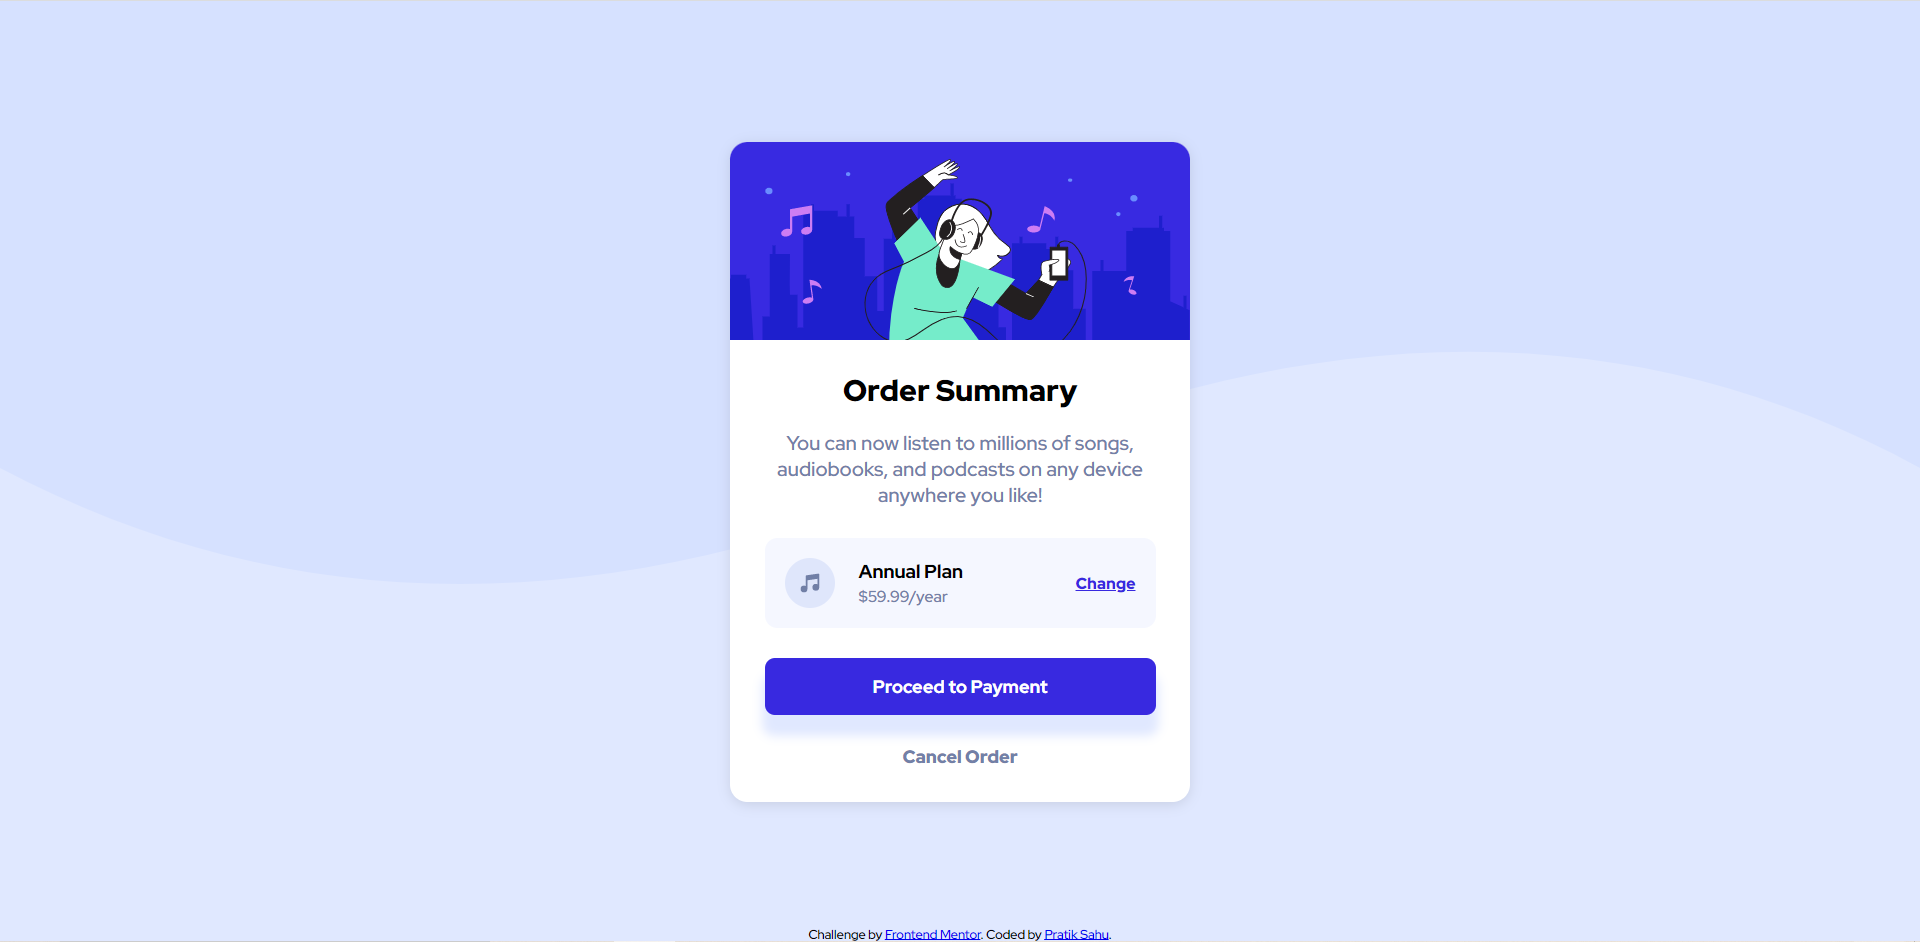 Order Summary
You can now listen to millions of songs,
audiobooks, and podcasts on any device
anywhere you like!
Annual Plan
$59.99/year
Change
Proceed to Payment
Cancel Order
Challenge by Frontend Mentor. Coded by Pratik Sahu.